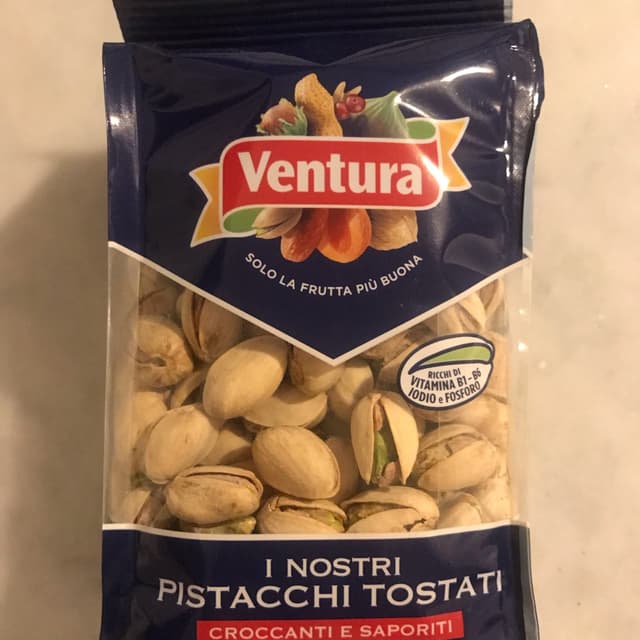 Ventura
SOLO LA FRUTTA PIÙ BUONA
RICCHI DI
VITAMINA B1-B6
IODIO e FOSFORO
I NOSTRI
PISTACCHI TOSTATI
CROCCANTI E SAPORITI